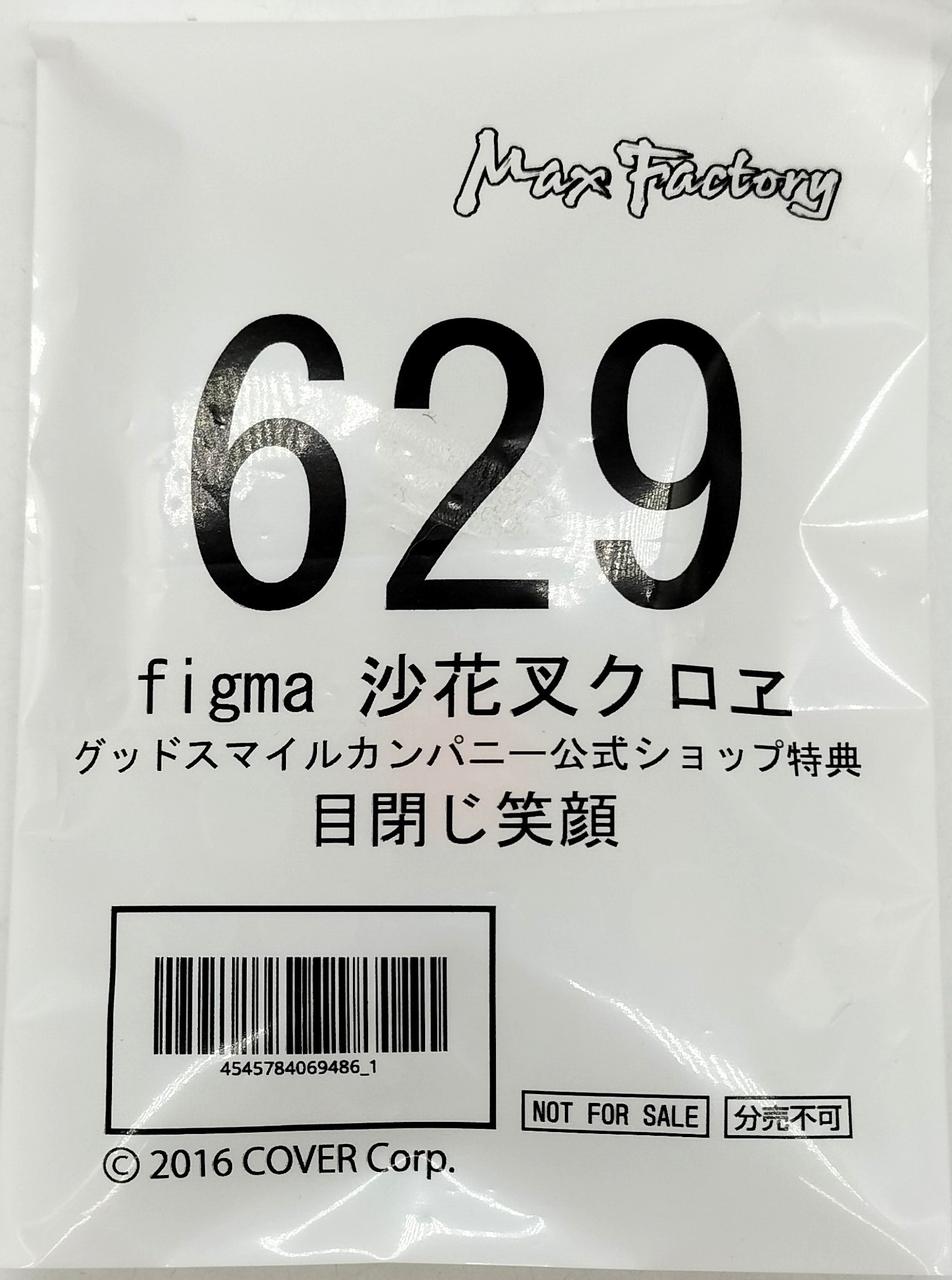 Max Factory
629
figma 沙花叉クロヱ
グッドスマイルカンパニー公式ショップ特典
目閉じ笑顔
4545784069486_1
NOT FOR SALE
分売不可
© 2016 COVER Corp.